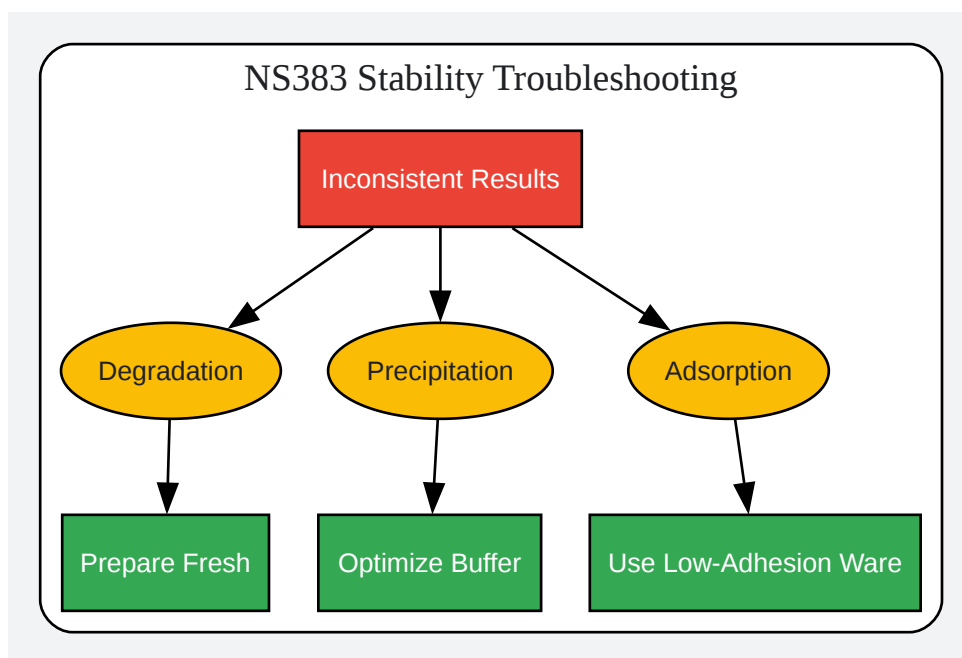 NS383 Stability Troubleshooting
Inconsistent Results
Degradation
Precipitation
Adsorption
Prepare Fresh
Optimize Buffer
Use Low-Adhesion Ware